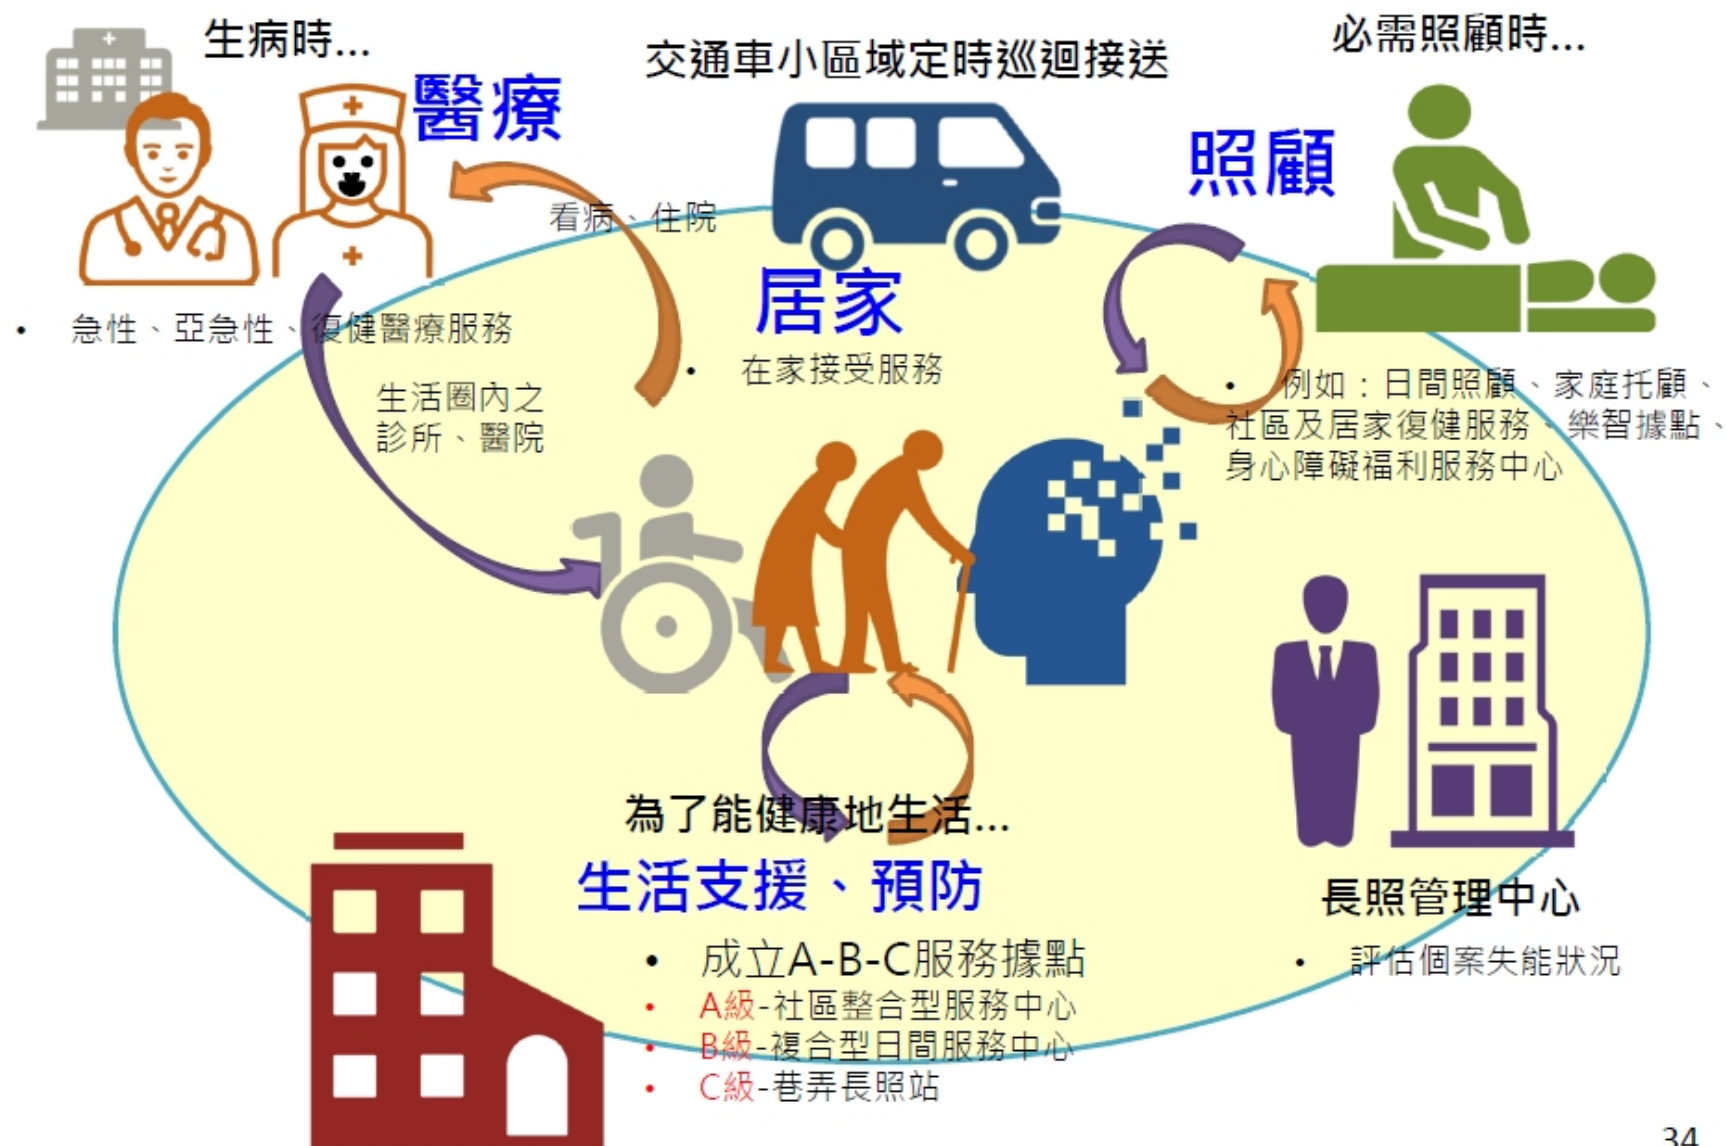 生病時...
醫療
交通車小區域定時巡迴接送
必需照顧時...
照顧
看病、住院
• 急性、亞急性、復健醫療服務
生活圈內之
診所、醫院
居家
• 在家接受服務
• 例如：日間照顧、家庭托顧、
社區及居家復健服務、樂智據點、
身心障礙福利服務中心
為了能健康地生活...
生活支援、預防
• 成立A-B-C服務據點
• A級-社區整合型服務中心
• B級-複合型日間服務中心
• C級-巷弄長照站
長照管理中心
• 評估個案失能狀況
34